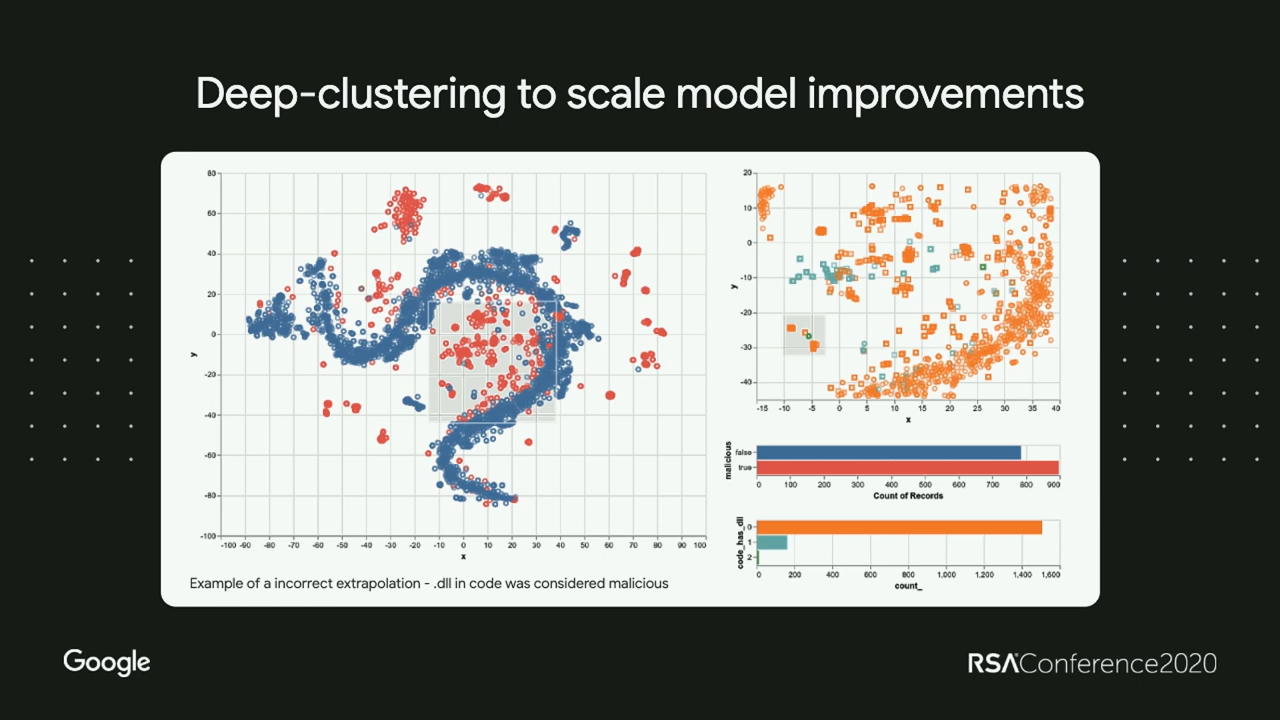 Deep-clustering to scale model improvements
80
60
40
20
0
-20
-40
-60
-80
-100
y
-100 -90 -80 -70 -60 -50 -40 -30 -20 -10 0 10 20 30 40 50 60 70 80 90 100
x
20
10
0
-10
-20
-30
-40
y
-15 -10 -5 0 5 10 15 20 25 30 35 40
x
malicious
false
true
0 100 200 300 400 500 600 700 800 900
Count of Records
code_has_dll
0
1
2
0 200 400 600 800 1,000 1,200 1,400 1,600
count_
Example of a incorrect extrapolation - .dll in code was considered malicious
Google
RSAConference2020